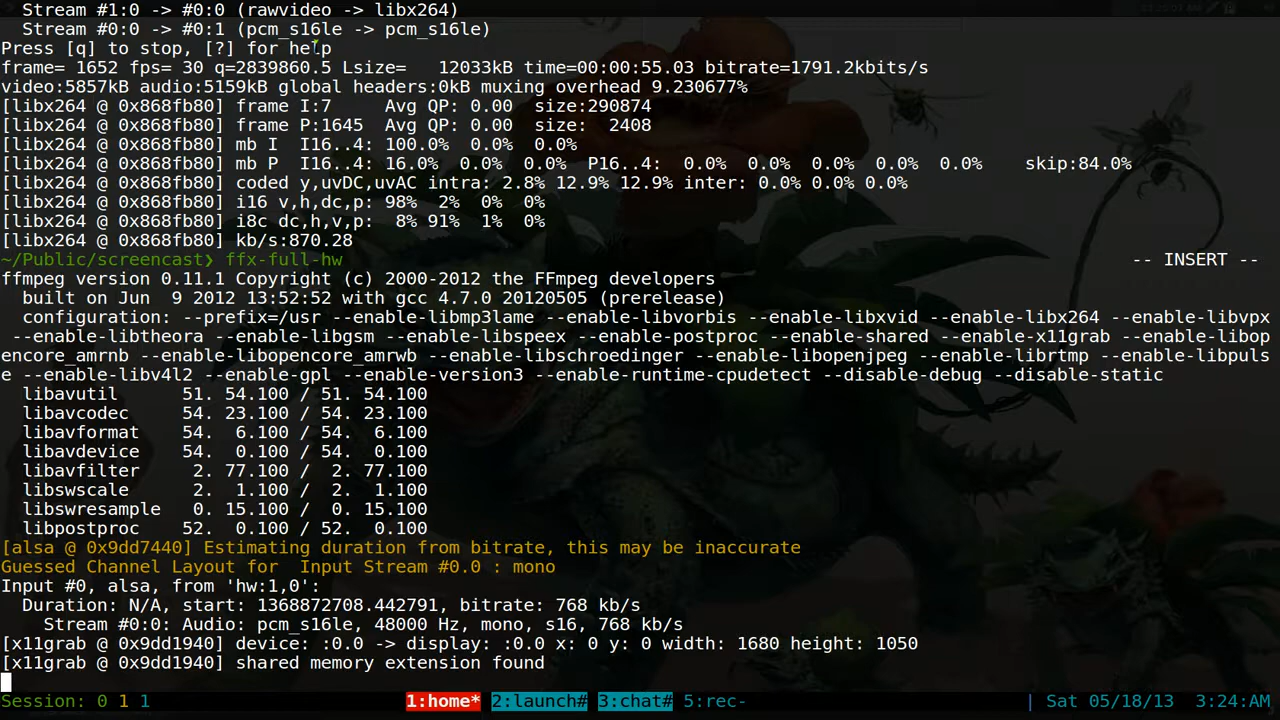 Stream #1:0 -> #0:0 (rawvideo -> libx264)
Stream #0:0 -> #0:1 (pcm_s16le -> pcm_s16le)
Press [q] to stop, [?] for help
frame= 1652 fps= 30 q=2839860.5 Lsize=   12033kB time=00:00:55.03 bitrate=1791.2kbits/s
video:5857kB audio:5159kB global headers:0kB muxing overhead 9.230677%
[libx264 @ 0x868fb80] frame I:7     Avg QP: 0.00  size:290874
[libx264 @ 0x868fb80] frame P:1645  Avg QP: 0.00  size:  2408
[libx264 @ 0x868fb80] mb I  I16..4: 100.0%  0.0%  0.0%
[libx264 @ 0x868fb80] mb P  I16..4: 16.0%  0.0%  0.0%  P16..4:  0.0%  0.0%  0.0%  0.0%  0.0%    skip:84.0%
[libx264 @ 0x868fb80] coded y,uvDC,uvAC intra: 2.8% 12.9% 12.9% inter: 0.0% 0.0% 0.0%
[libx264 @ 0x868fb80] i16 v,h,dc,p: 98%  2%  0%  0%
[libx264 @ 0x868fb80] i8c dc,h,v,p:  8% 91%  1%  0%
[libx264 @ 0x868fb80] kb/s:870.28
~/Public/screencast❯ ffx-full-hw -- INSERT --
ffmpeg version 0.11.1 Copyright (c) 2000-2012 the FFmpeg developers
built on Jun  9 2012 13:52:52 with gcc 4.7.0 20120505 (prerelease)
configuration: --prefix=/usr --enable-libmp3lame --enable-libvorbis --enable-libxvid --enable-libx264 --enable-libvpx
--enable-libtheora --enable-libgsm --enable-libspeex --enable-postproc --enable-shared --enable-x11grab --enable-libop
encore_amrnb --enable-libopencore_amrwb --enable-libschroedinger --enable-libopenjpeg --enable-librtmp --enable-libpuls
e --enable-libv4l2 --enable-gpl --enable-version3 --enable-runtime-cpudetect --disable-debug --disable-static
libavutil      51. 54.100 / 51. 54.100
libavcodec     54. 23.100 / 54. 23.100
libavformat    54.  6.100 / 54.  6.100
libavdevice    54.  0.100 / 54.  0.100
libavfilter     2. 77.100 /  2. 77.100
libswscale      2.  1.100 /  2.  1.100
libswresample   0. 15.100 /  0. 15.100
libpostproc    52.  0.100 / 52.  0.100
[alsa @ 0x9dd7440] Estimating duration from bitrate, this may be inaccurate
Guessed Channel Layout for  Input Stream #0.0 : mono
Input #0, alsa, from 'hw:1,0':
Duration: N/A, start: 1368872708.442791, bitrate: 768 kb/s
Stream #0:0: Audio: pcm_s16le, 48000 Hz, mono, s16, 768 kb/s
[x11grab @ 0x9dd1940] device: :0.0 -> display: :0.0 x: 0 y: 0 width: 1680 height: 1050
[x11grab @ 0x9dd1940] shared memory extension found
Session: 0 1 1 1:home* 2:launch# 3:chat# 5:rec- | Sat 05/18/13  3:24:AM